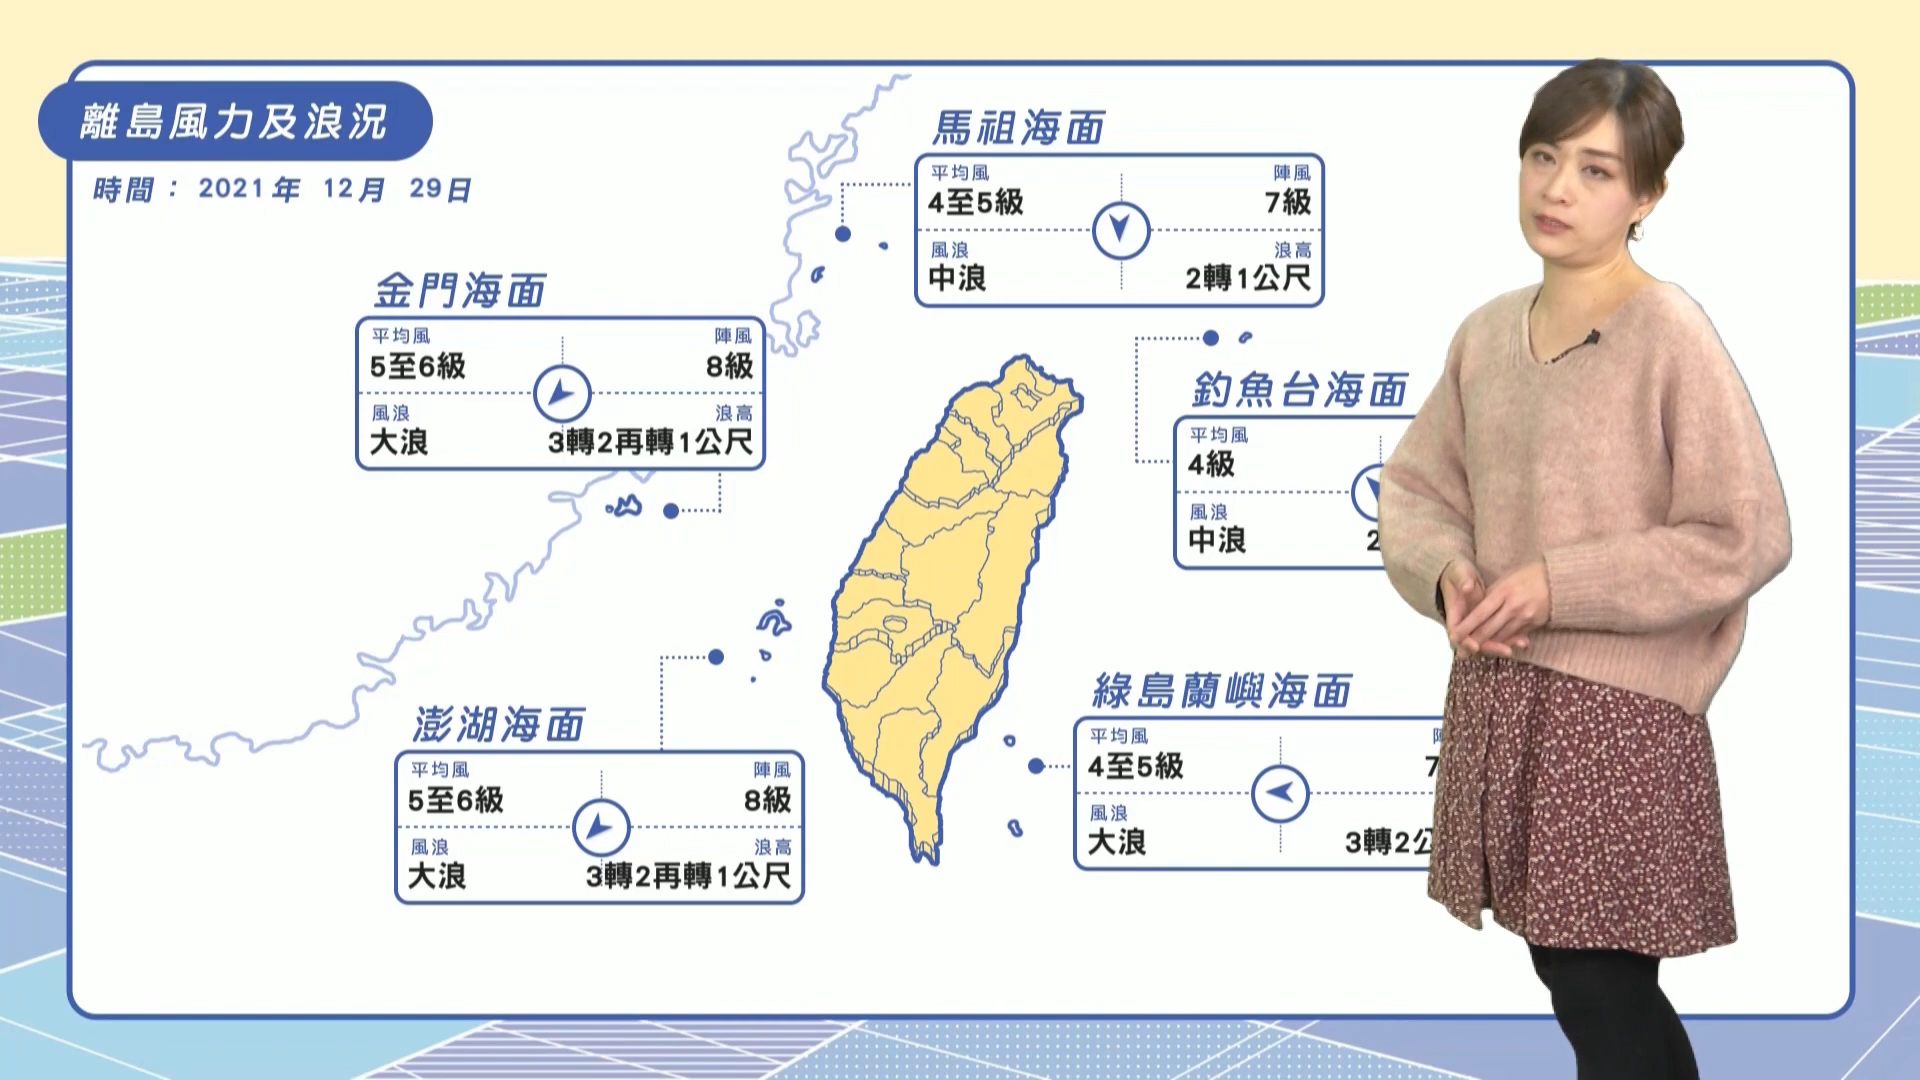 離島風力及浪況
時間： 2021年 12月 29日
馬祖海面
平均風 陣風
4至5級 7級
風浪 浪高
中浪 2轉1公尺
金門海面
平均風 陣風
5至6級 8級
風浪 浪高
大浪 3轉2再轉1公尺
釣魚台海面
平均風
4級
風浪
中浪 2
綠島蘭嶼海面
平均風
4至5級 7
風浪
大浪 3轉2公
澎湖海面
平均風 陣風
5至6級 8級
風浪 浪高
大浪 3轉2再轉1公尺